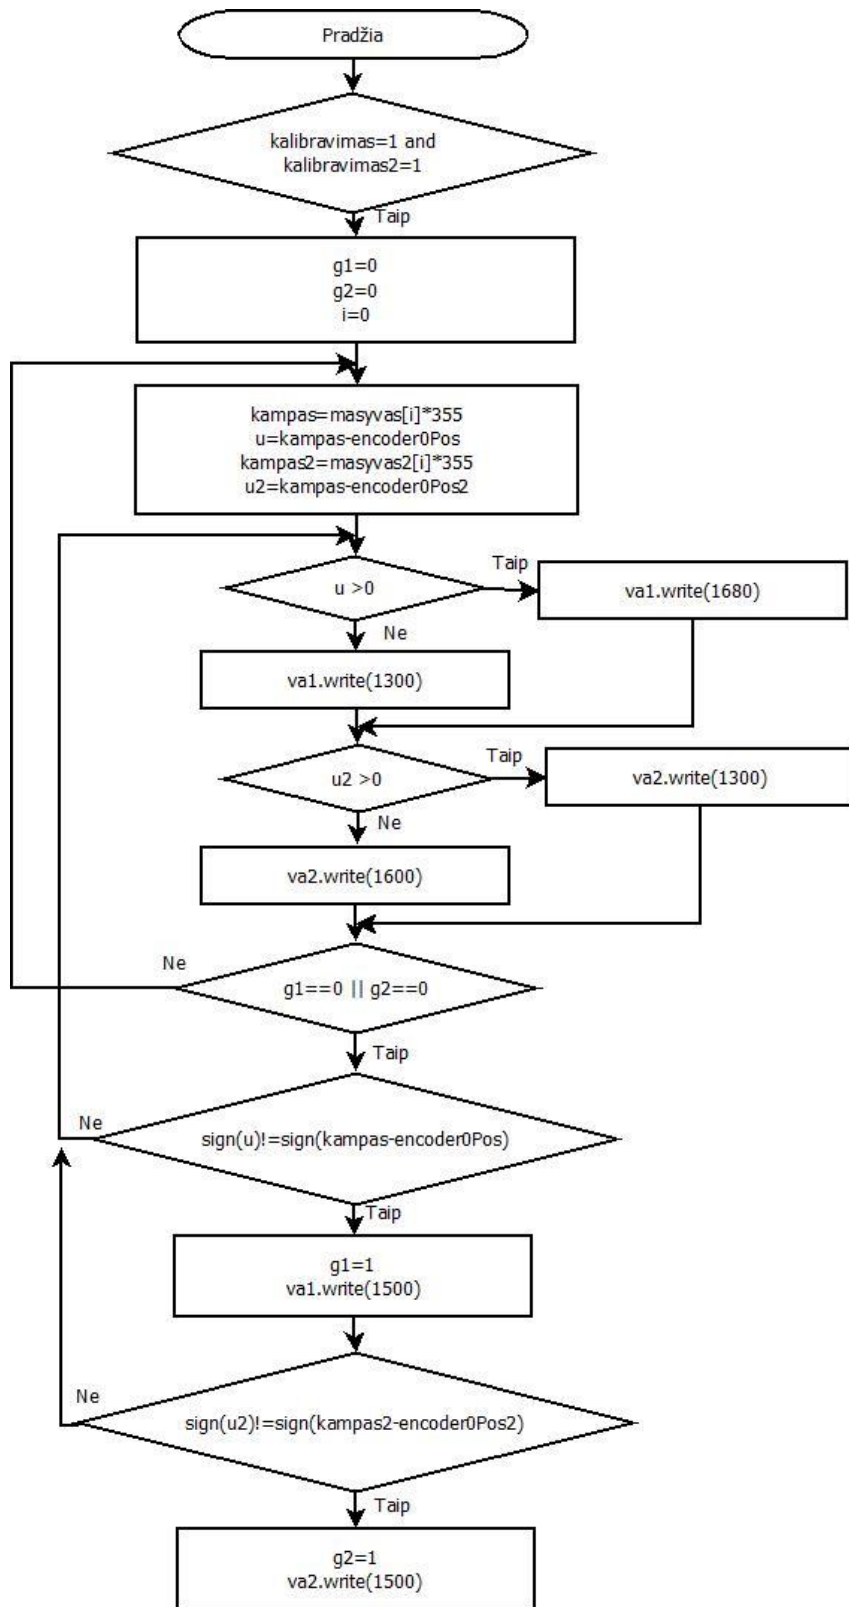 Pradžia
kalibravimas=1 and
kalibravimas2=1
Taip
g1=0
g2=0
i=0
kampas=masyvas[i]*355
u=kampas-encoder0Pos
kampas2=masyvas2[i]*355
u2=kampas-encoder0Pos2
u >0
Taip
va1.write(1680)
Ne
va1.write(1300)
u2 >0
Taip
va2.write(1300)
Ne
va2.write(1600)
Ne
g1==0 || g2==0
Taip
Ne
sign(u)!=sign(kampas-encoder0Pos)
Taip
g1=1
va1.write(1500)
Ne
sign(u2)!=sign(kampas2-encoder0Pos2)
Taip
g2=1
va2.write(1500)